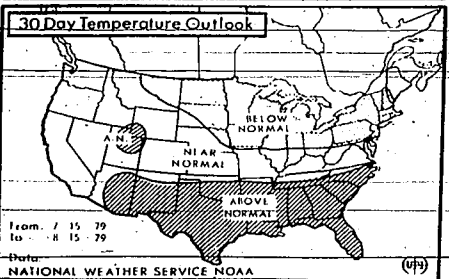 30 Day Temperature Outlook
BELOW
NORMAL
A.N.
NEAR
NORMAL
ABOVE
NORMAL
From: 7 15 79
To 8 15 79
Data:
NATIONAL WEATHER SERVICE NOAA